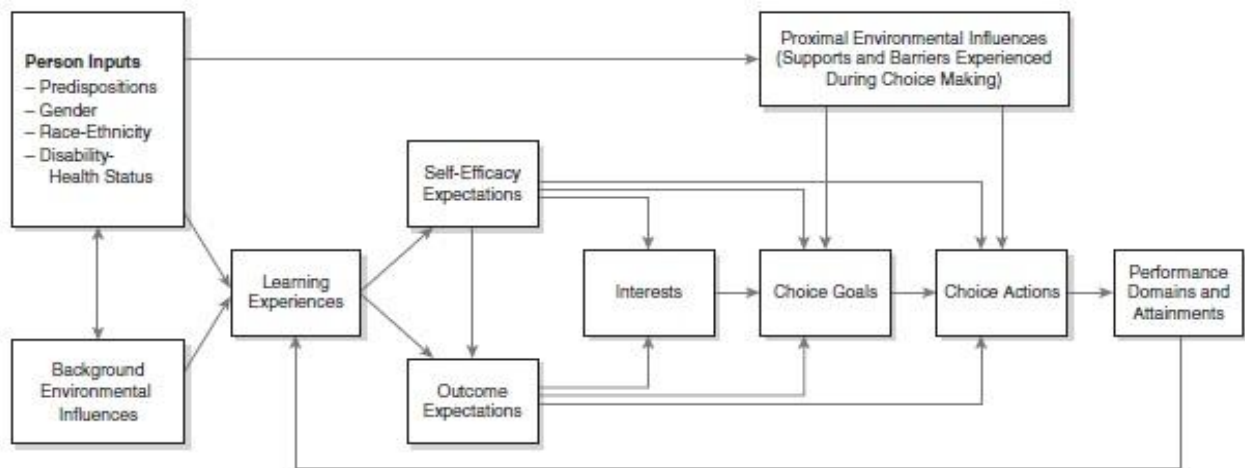 Person Inputs
– Predispositions
– Gender
– Race-Ethnicity
– Disability-
Health Status
Proximal Environmental Influences
(Supports and Barriers Experienced
During Choice Making)
Self-Efficacy
Expectations
Learning
Experiences
Interests
Choice Goals
Choice Actions
Performance
Domains and
Attainments
Background
Environmental
Influences
Outcome
Expectations